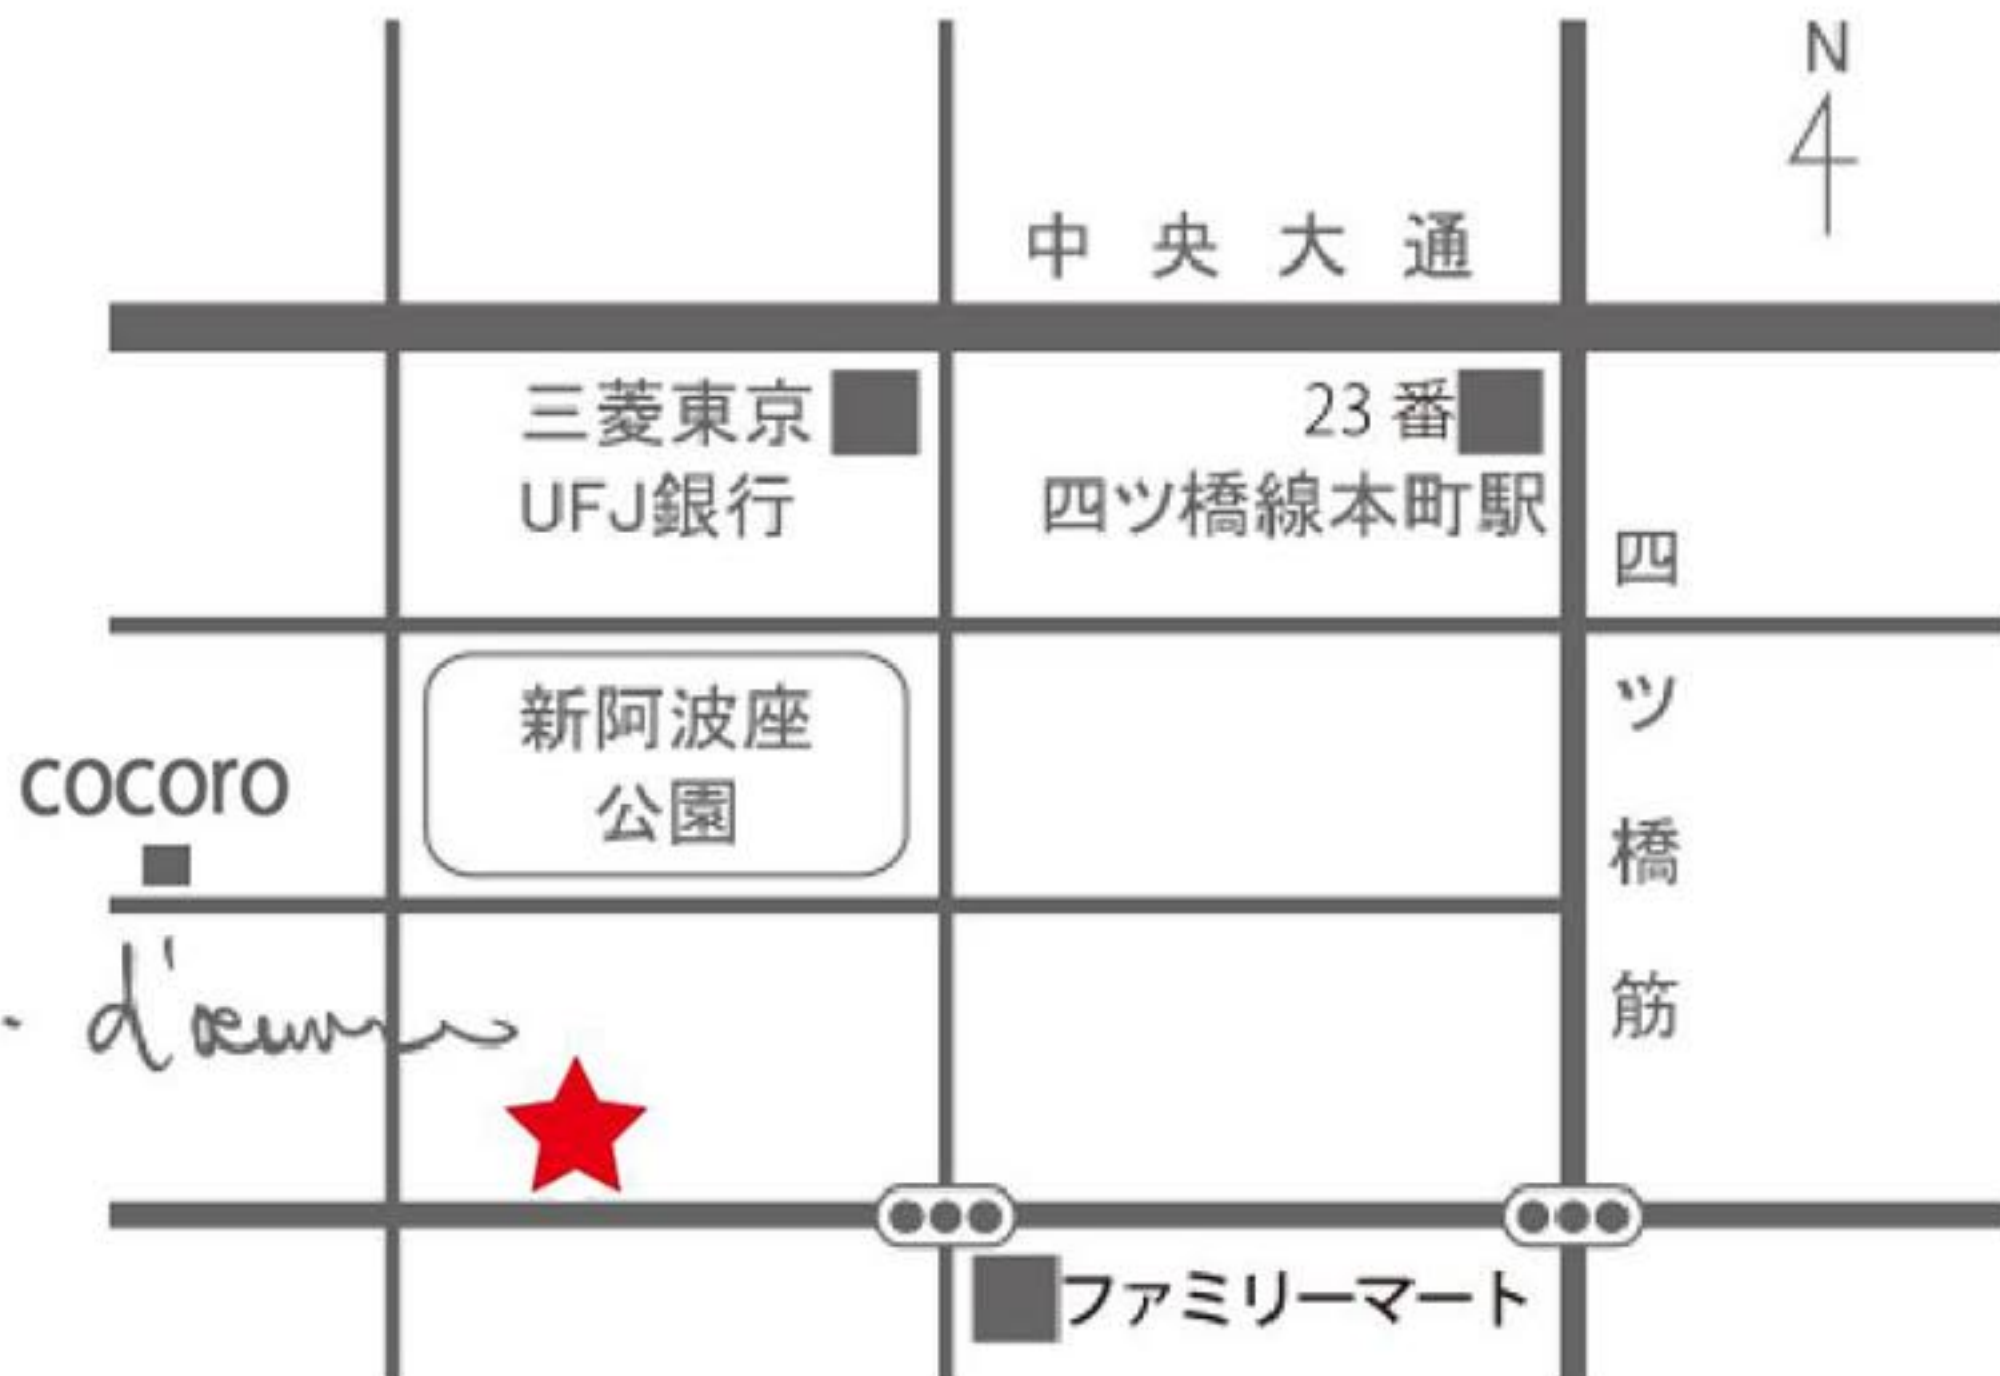 N
中央大通
三菱東京
UFJ銀行
23番
四ツ橋線本町駅
四ツ橋筋
新阿波座
公園
cocoro
ファミリーマート